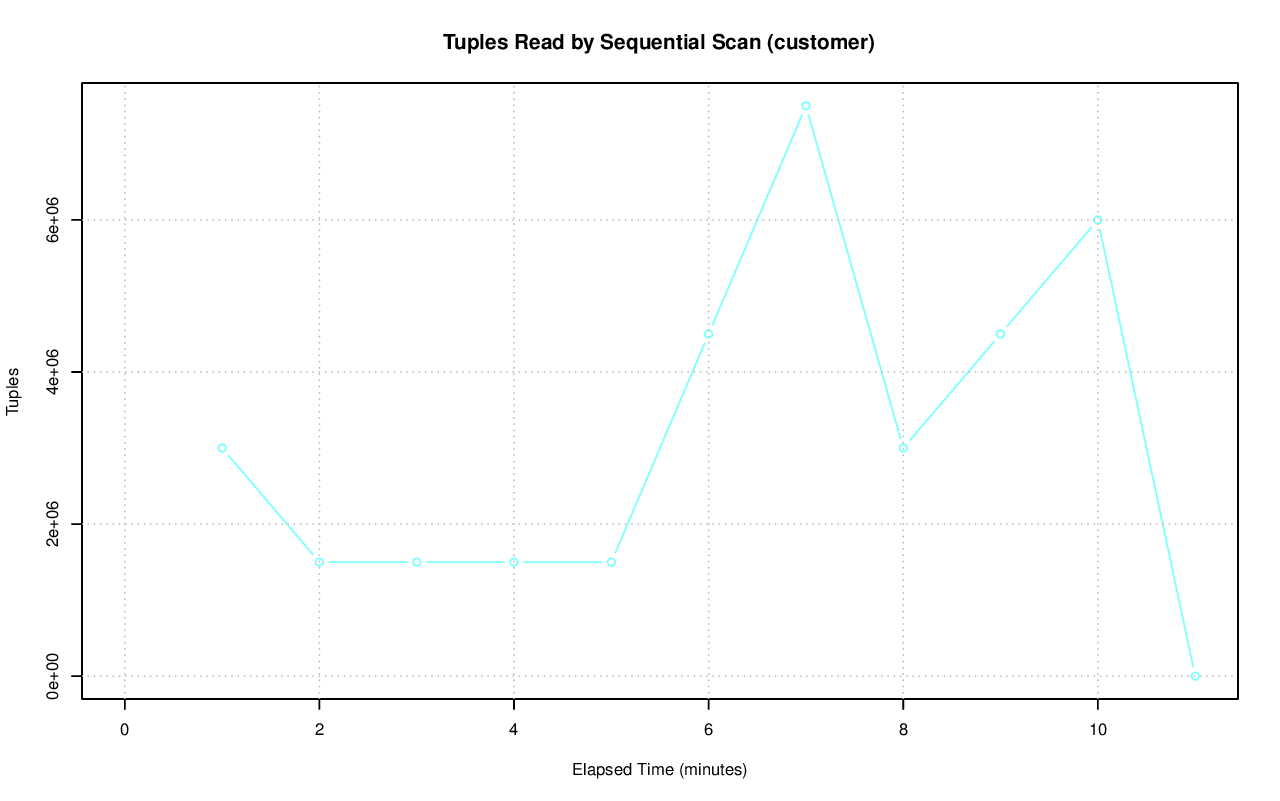 Tuples Read by Sequential Scan (customer)
Tuples
6e+06
4e+06
2e+06
0e+00
0 2 4 6 8 10
Elapsed Time (minutes)